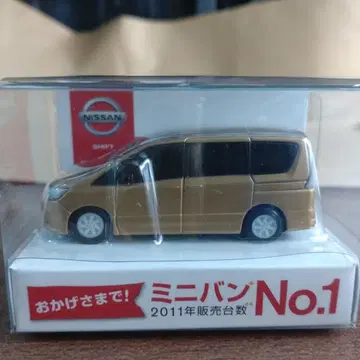 NISSAN
SHIFT_
おかげさまで!
ミニバン
2011年販売台数
No.1